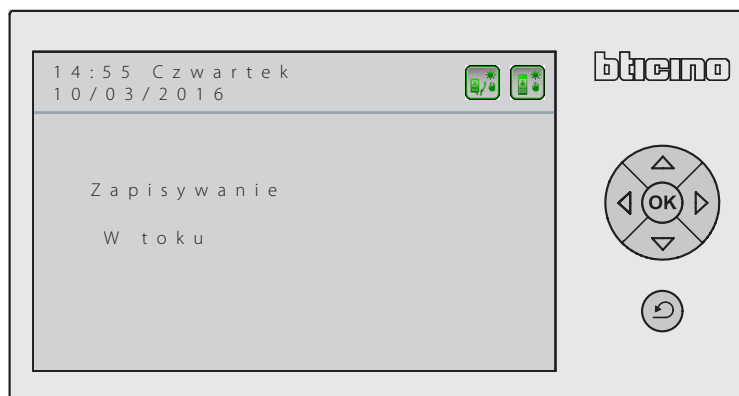 14:55 Czwartek
10/03/2016
bticino
Zapisywanie
W toku
OK